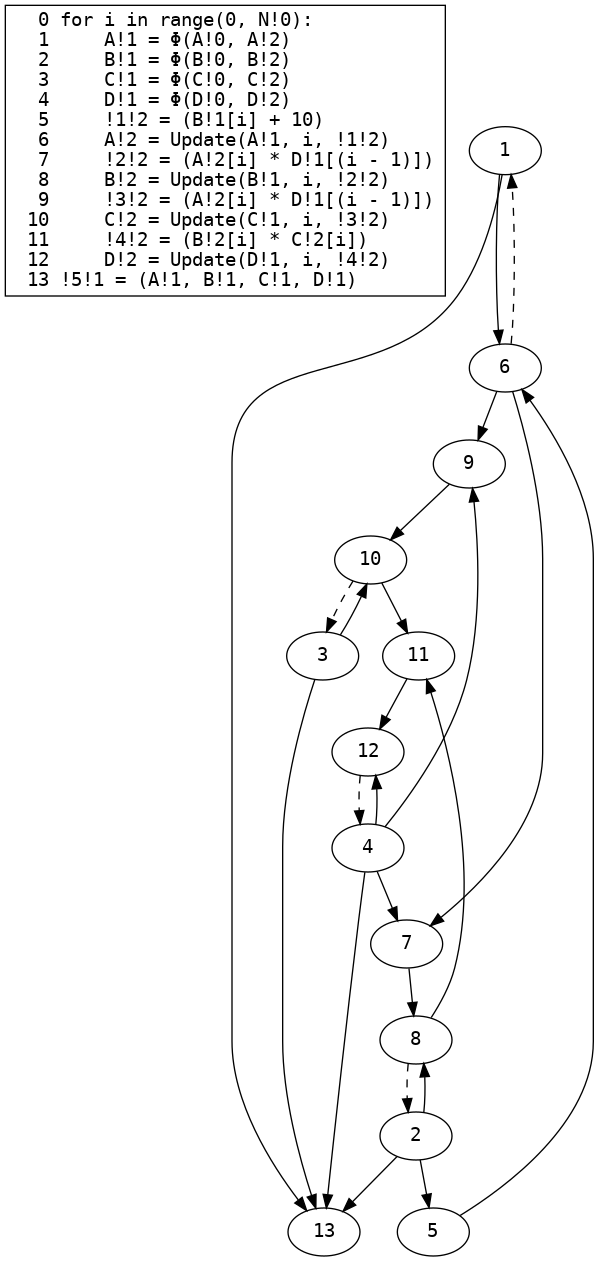 0 for i in range(0, N!0):
1     A!1 = Φ(A!0, A!2)
2     B!1 = Φ(B!0, B!2)
3     C!1 = Φ(C!0, C!2)
4     D!1 = Φ(D!0, D!2)
5     !1!2 = (B!1[i] + 10)
6     A!2 = Update(A!1, i, !1!2)
7     !2!2 = (A!2[i] * D!1[(i - 1)])
8     B!2 = Update(B!1, i, !2!2)
9     !3!2 = (A!2[i] * D!1[(i - 1)])
10     C!2 = Update(C!1, i, !3!2)
11     !4!2 = (B!2[i] * C!2[i])
12     D!2 = Update(D!1, i, !4!2)
13 !5!1 = (A!1, B!1, C!1, D!1)
1
6
9
10
3 11
12
4
7
8
2
13 5